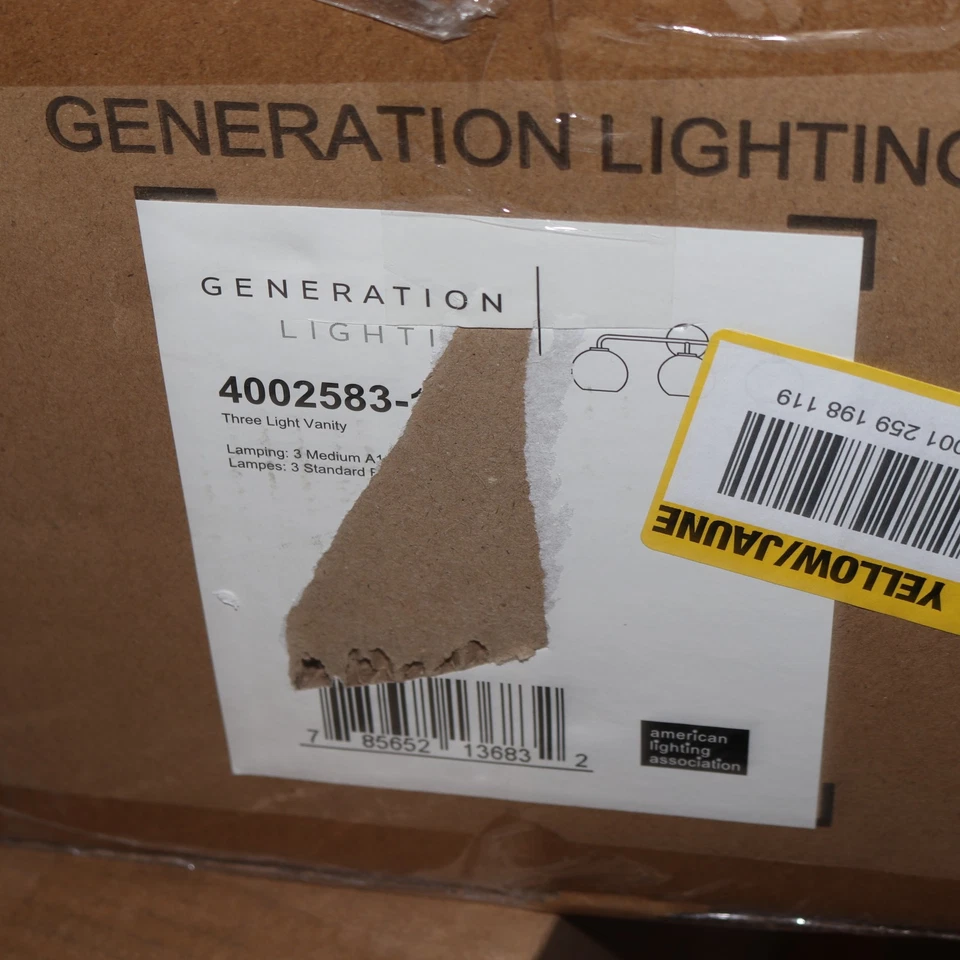 GENERATION LIGHTING
GENERATION
LIGHTI
4002583-
Three Light Vanity
Lamping: 3 Medium A1
Lampes: 3 Standard
7 85652 13683 2
american
lighting
association
001 259 198 119
YELLOW/JAUNE